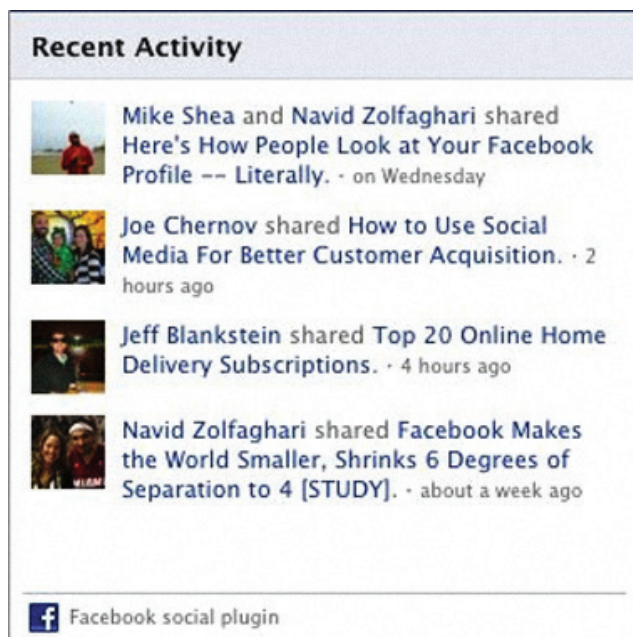 Recent Activity
Mike Shea and Navid Zolfaghari shared
Here's How People Look at Your Facebook
Profile -- Literally. · on Wednesday
Joe Chernov shared How to Use Social
Media For Better Customer Acquisition. · 2
hours ago
Jeff Blankstein shared Top 20 Online Home
Delivery Subscriptions. · 4 hours ago
Navid Zolfaghari shared Facebook Makes
the World Smaller, Shrinks 6 Degrees of
Separation to 4 [STUDY]. · about a week ago
MIAMI
f Facebook social plugin